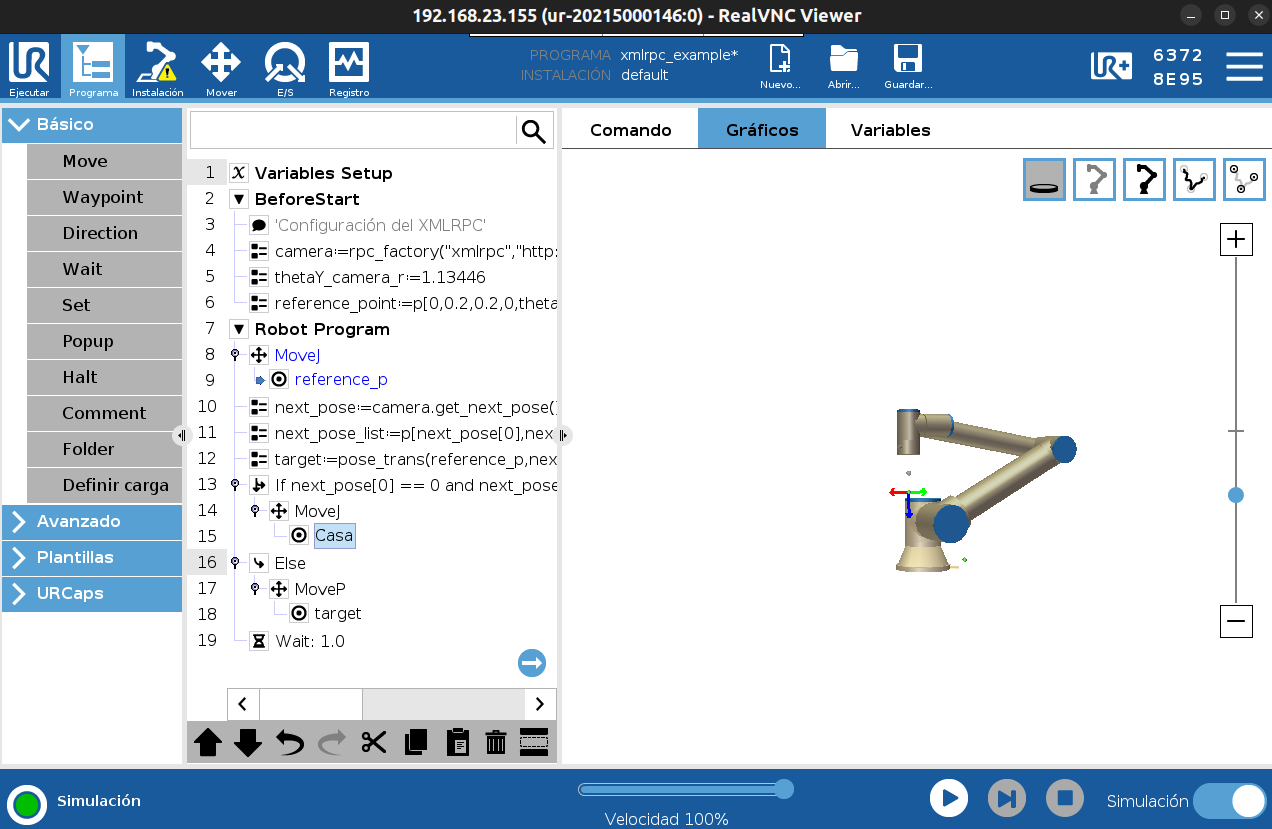 192.168.23.155 (ur-20215000146:0) - RealVNC Viewer
Ejecutar
Programa
Instalación
Mover
E/S
Registro
PROGRAMA xmlrpc_example*
INSTALACIÓN default
Nuevo...
Abrir...
Guardar...
UR+
6372
8E95
Básico
Move
Waypoint
Direction
Wait
Set
Popup
Halt
Comment
Folder
Definir carga
Avanzado
Plantillas
URCaps
1 X Variables Setup
2 BeforeStart
3 'Configuración del XMLRPC'
4 camera:=rpc_factory("xmlrpc","http:
5 thetaY_camera_r:=1.13446
6 reference_point:=p[0,0.2,0.2,0,theta
7 Robot Program
8 MoveJ
9 reference_p
10 next_pose:=camera.get_next_pose()
11 next_pose_list:=p[next_pose[0],nex
12 target:=pose_trans(reference_p,nex
13 If next_pose[0] == 0 and next_pose
14 MoveJ
15 Casa
16 Else
17 MoveP
18 target
19 Wait: 1.0
Comando
Gráficos
Variables
Simulación
Velocidad 100%
Simulación